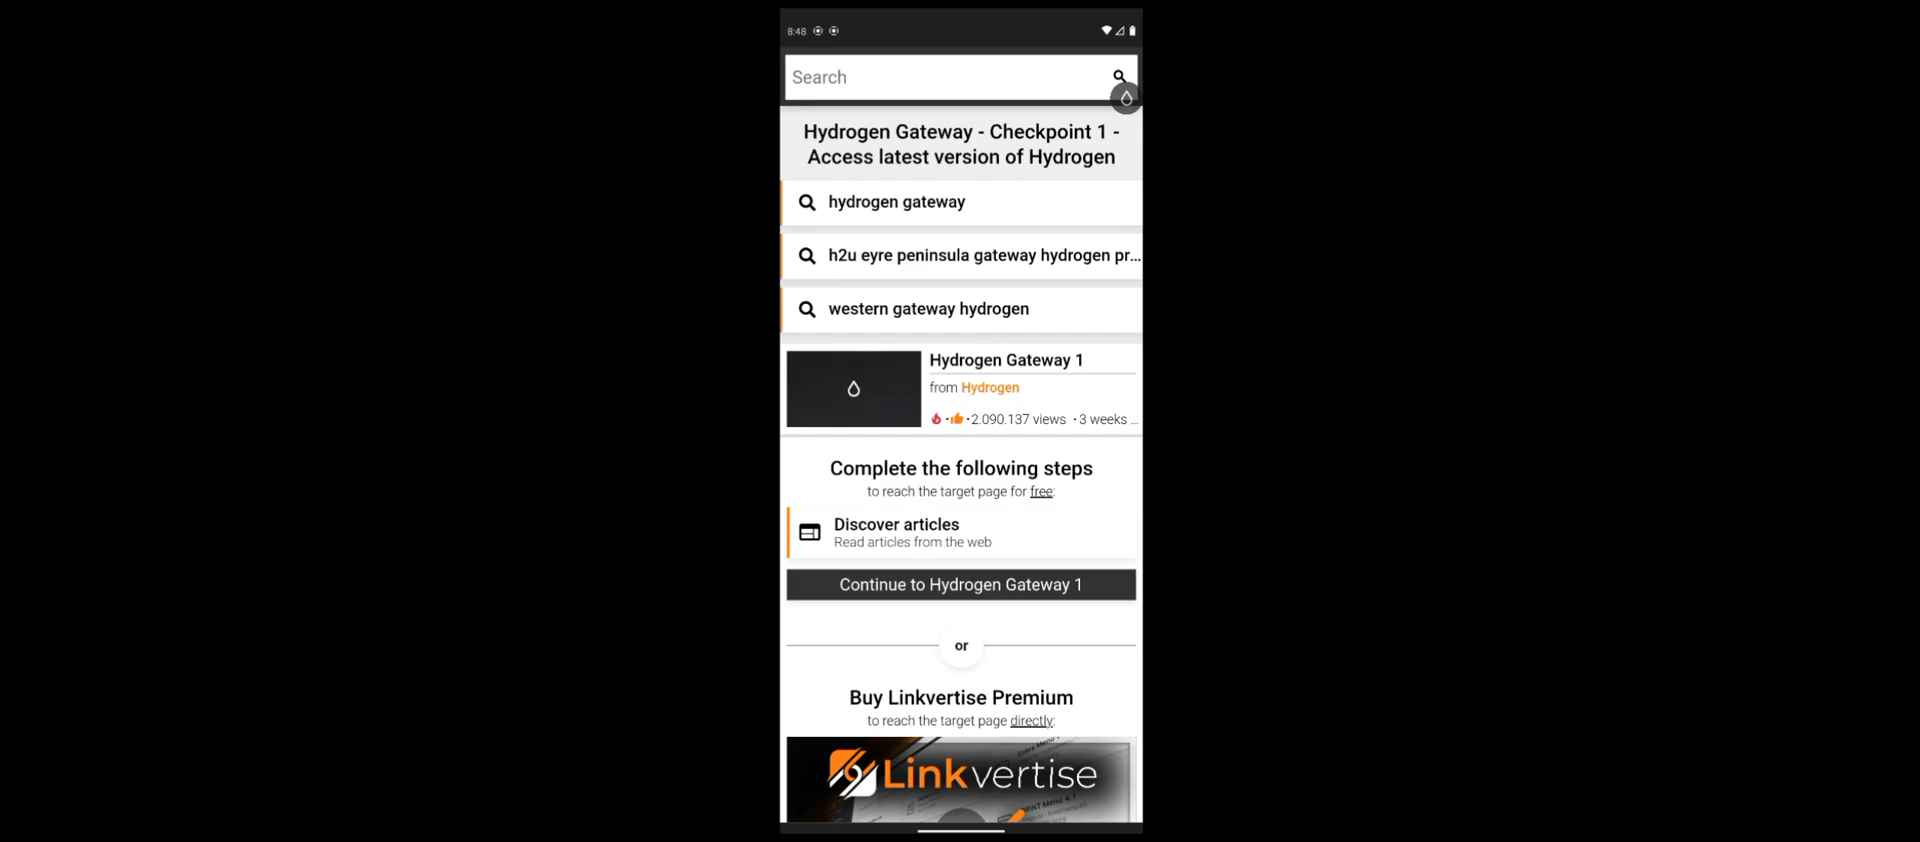 8:48
Search
Hydrogen Gateway - Checkpoint 1 -
Access latest version of Hydrogen
hydrogen gateway
h2u eyre peninsula gateway hydrogen pr...
western gateway hydrogen
Hydrogen Gateway 1
from Hydrogen
· · 2.090.137 views · 3 weeks ...
Complete the following steps
to reach the target page for free:
Discover articles
Read articles from the web
Continue to Hydrogen Gateway 1
or
Buy Linkvertise Premium
to reach the target page directly:
Linkvertise